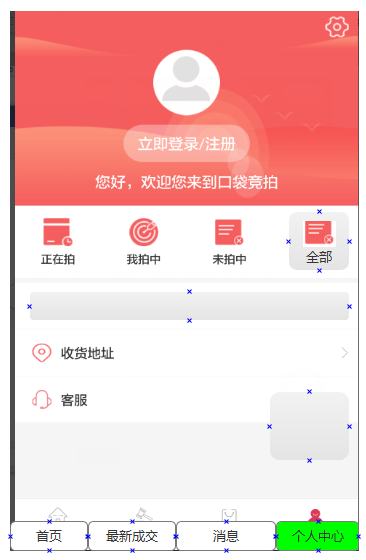 立即登录/注册
您好，欢迎您来到口袋竟拍
正在拍 我拍中 未拍中 全部
收货地址
客服
首页 最新成交 消息 个人中心